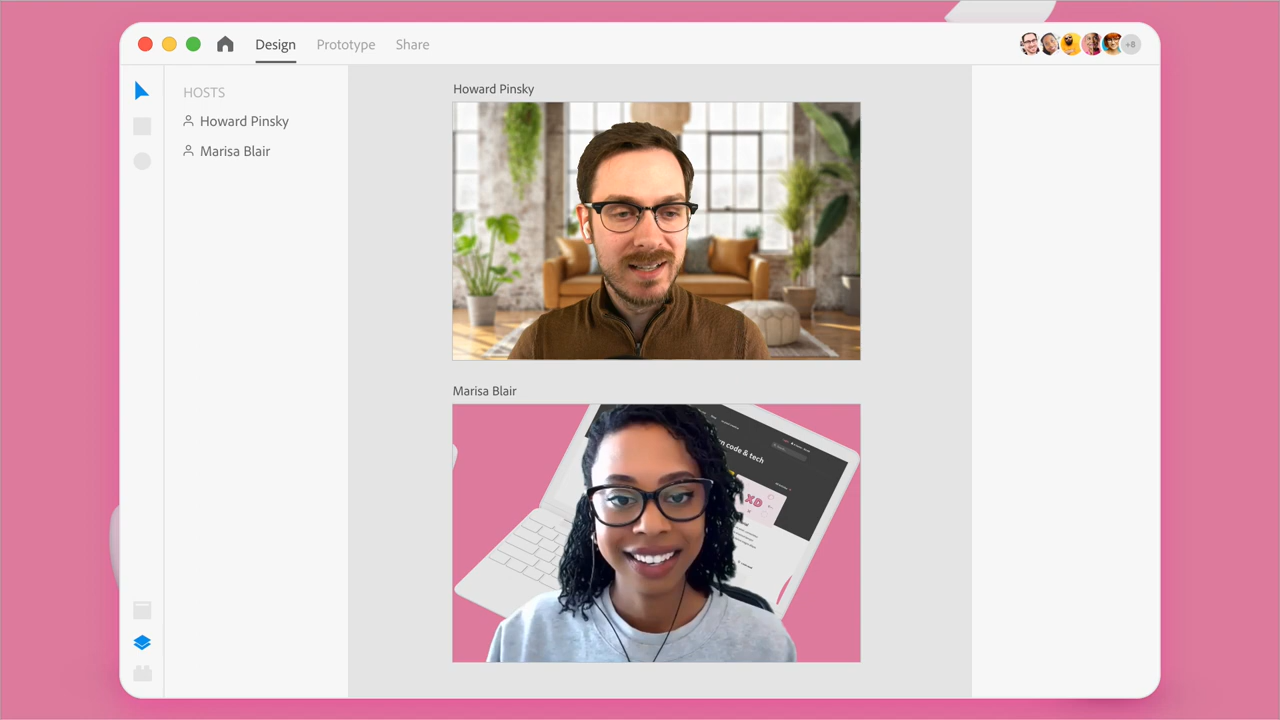 Design Prototype Share
+8
HOSTS
Howard Pinsky
Marisa Blair
Howard Pinsky
Marisa Blair
code & tech
XD